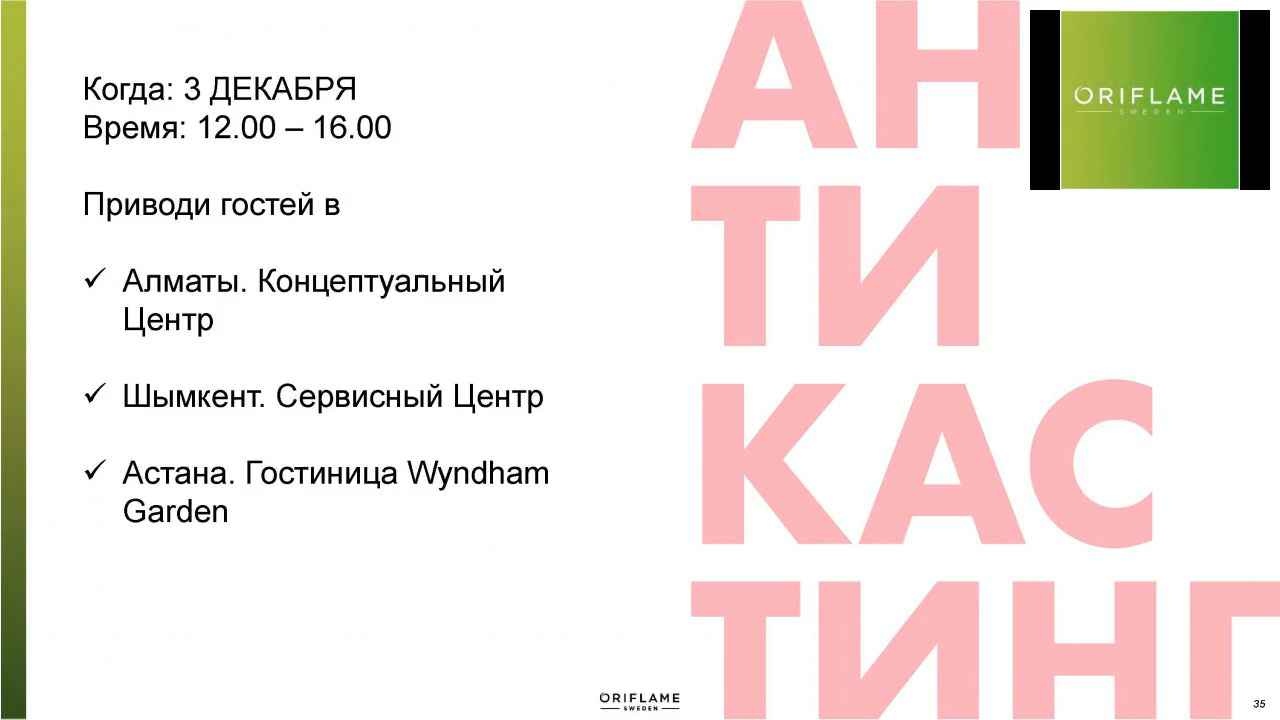 Когда: 3 ДЕКАБРЯ
Время: 12.00 – 16.00
Приводи гостей в
✓ Алматы. Концептуальный
Центр
✓ Шымкент. Сервисный Центр
✓ Астана. Гостиница Wyndham
Garden
АН
ТИ
КАС
ТИНГ
ORIFLAME
SWEDEN
ORIFLAME
SWEDEN
35